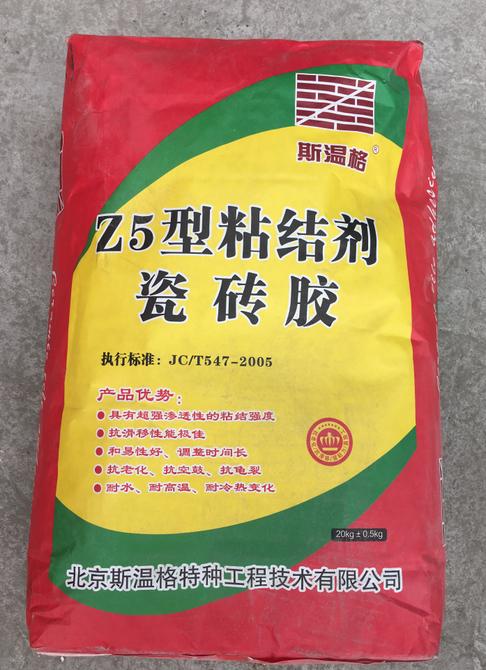 斯温格®
Z5型粘结剂
瓷砖胶
执行标准：JC/T547-2005
产品优势：
●具有超强渗透性的粘结强度
●抗滑移性能极佳
●和易性好、调整时间长
●抗老化、抗空鼓、抗龟裂
●耐水、耐高温、耐冷热变化
20kg±0.5kg
北京斯温格特种工程技术有限公司